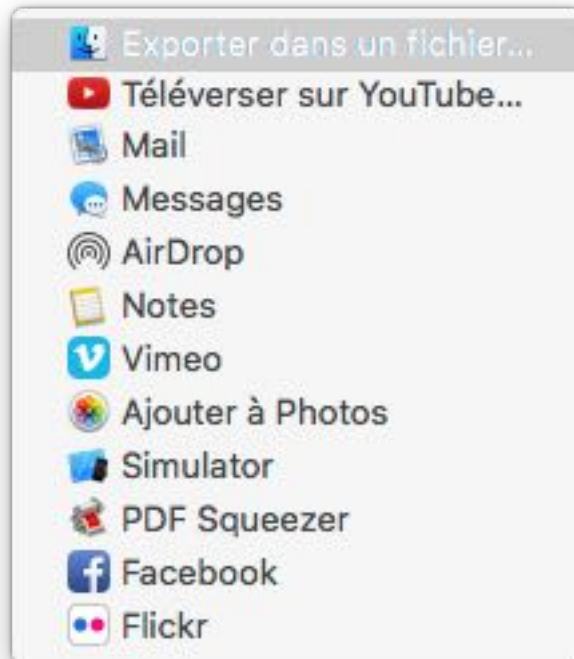 Exporter dans un fichier...
Téléverser sur YouTube...
Mail
Messages
AirDrop
Notes
Vimeo
Ajouter à Photos
Simulator
PDF Squeezer
Facebook
Flickr